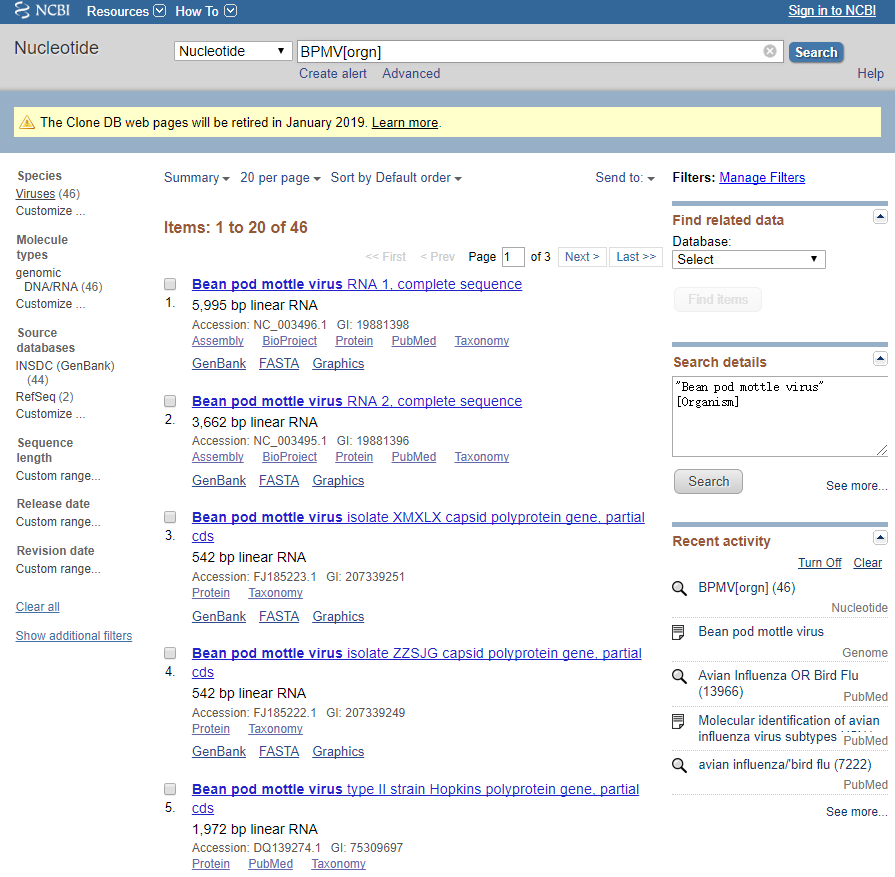 NCBI Resources How To Sign in to NCBI
Nucleotide
Nucleotide BPMV[orgn] Search
Create alert Advanced Help
The Clone DB web pages will be retired in January 2019. Learn more.
Species
Viruses (46)
Customize ...
Molecule
types
genomic
DNA/RNA (46)
Customize ...
Source
databases
INSDC (GenBank)
(44)
RefSeq (2)
Customize ...
Sequence
length
Custom range...
Release date
Custom range...
Revision date
Custom range...
Clear all
Show additional filters
Summary 20 per page Sort by Default order Send to:
Items: 1 to 20 of 46
<< First < Prev Page 1 of 3 Next > Last >>
Bean pod mottle virus RNA 1, complete sequence
1. 5,995 bp linear RNA
Accession: NC_003496.1 GI: 19881398
Assembly BioProject Protein PubMed Taxonomy
GenBank FASTA Graphics
Bean pod mottle virus RNA 2, complete sequence
2. 3,662 bp linear RNA
Accession: NC_003495.1 GI: 19881396
Assembly BioProject Protein PubMed Taxonomy
GenBank FASTA Graphics
Bean pod mottle virus isolate XMXLX capsid polyprotein gene, partial
3. cds
542 bp linear RNA
Accession: FJ185223.1 GI: 207339251
Protein Taxonomy
GenBank FASTA Graphics
Bean pod mottle virus isolate ZZSJG capsid polyprotein gene, partial
4. cds
542 bp linear RNA
Accession: FJ185222.1 GI: 207339249
Protein Taxonomy
GenBank FASTA Graphics
Bean pod mottle virus type II strain Hopkins polyprotein gene, partial
5. cds
1,972 bp linear RNA
Accession: DQ139274.1 GI: 75309697
Protein PubMed Taxonomy
Filters: Manage Filters
Find related data
Database:
Select
Find items
Search details
"Bean pod mottle virus"
[Organism]
Search See more...
Recent activity
Turn Off Clear
BPMV[orgn] (46)
Nucleotide
Bean pod mottle virus
Genome
Avian Influenza OR Bird Flu
(13966)
PubMed
Molecular identification of avian
influenza virus subtypes
PubMed
avian influenza/'bird flu (7222)
PubMed
See more...